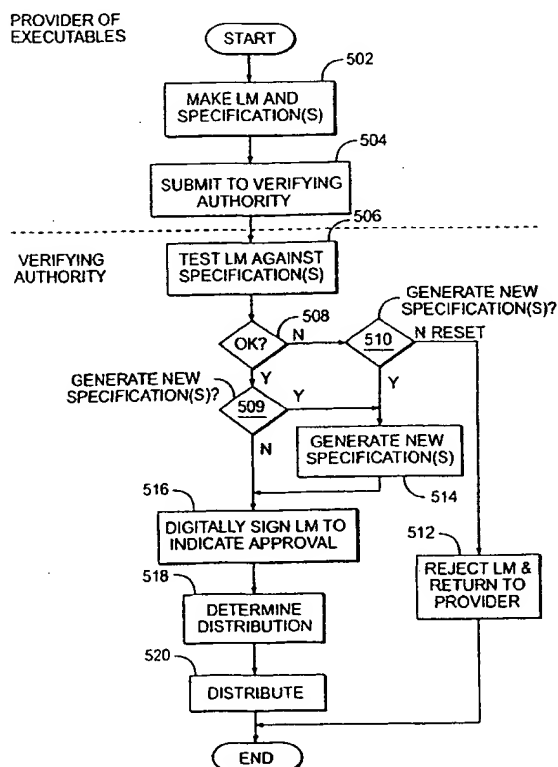 PROVIDER OF
EXECUTABLES
START
502
MAKE LM AND
SPECIFICATION(S)
504
SUBMIT TO VERIFYING
AUTHORITY
506
VERIFYING
AUTHORITY
TEST LM AGAINST
SPECIFICATION(S)
GENERATE NEW
SPECIFICATION(S)?
508
OK?
N
510
N RESET
Y
GENERATE NEW
SPECIFICATION(S)?
509
Y
Y
N
GENERATE NEW
SPECIFICATION(S)
514
516
DIGITALLY SIGN LM TO
INDICATE APPROVAL
512
REJECT LM &
RETURN TO
PROVIDER
518
DETERMINE
DISTRIBUTION
520
DISTRIBUTE
END